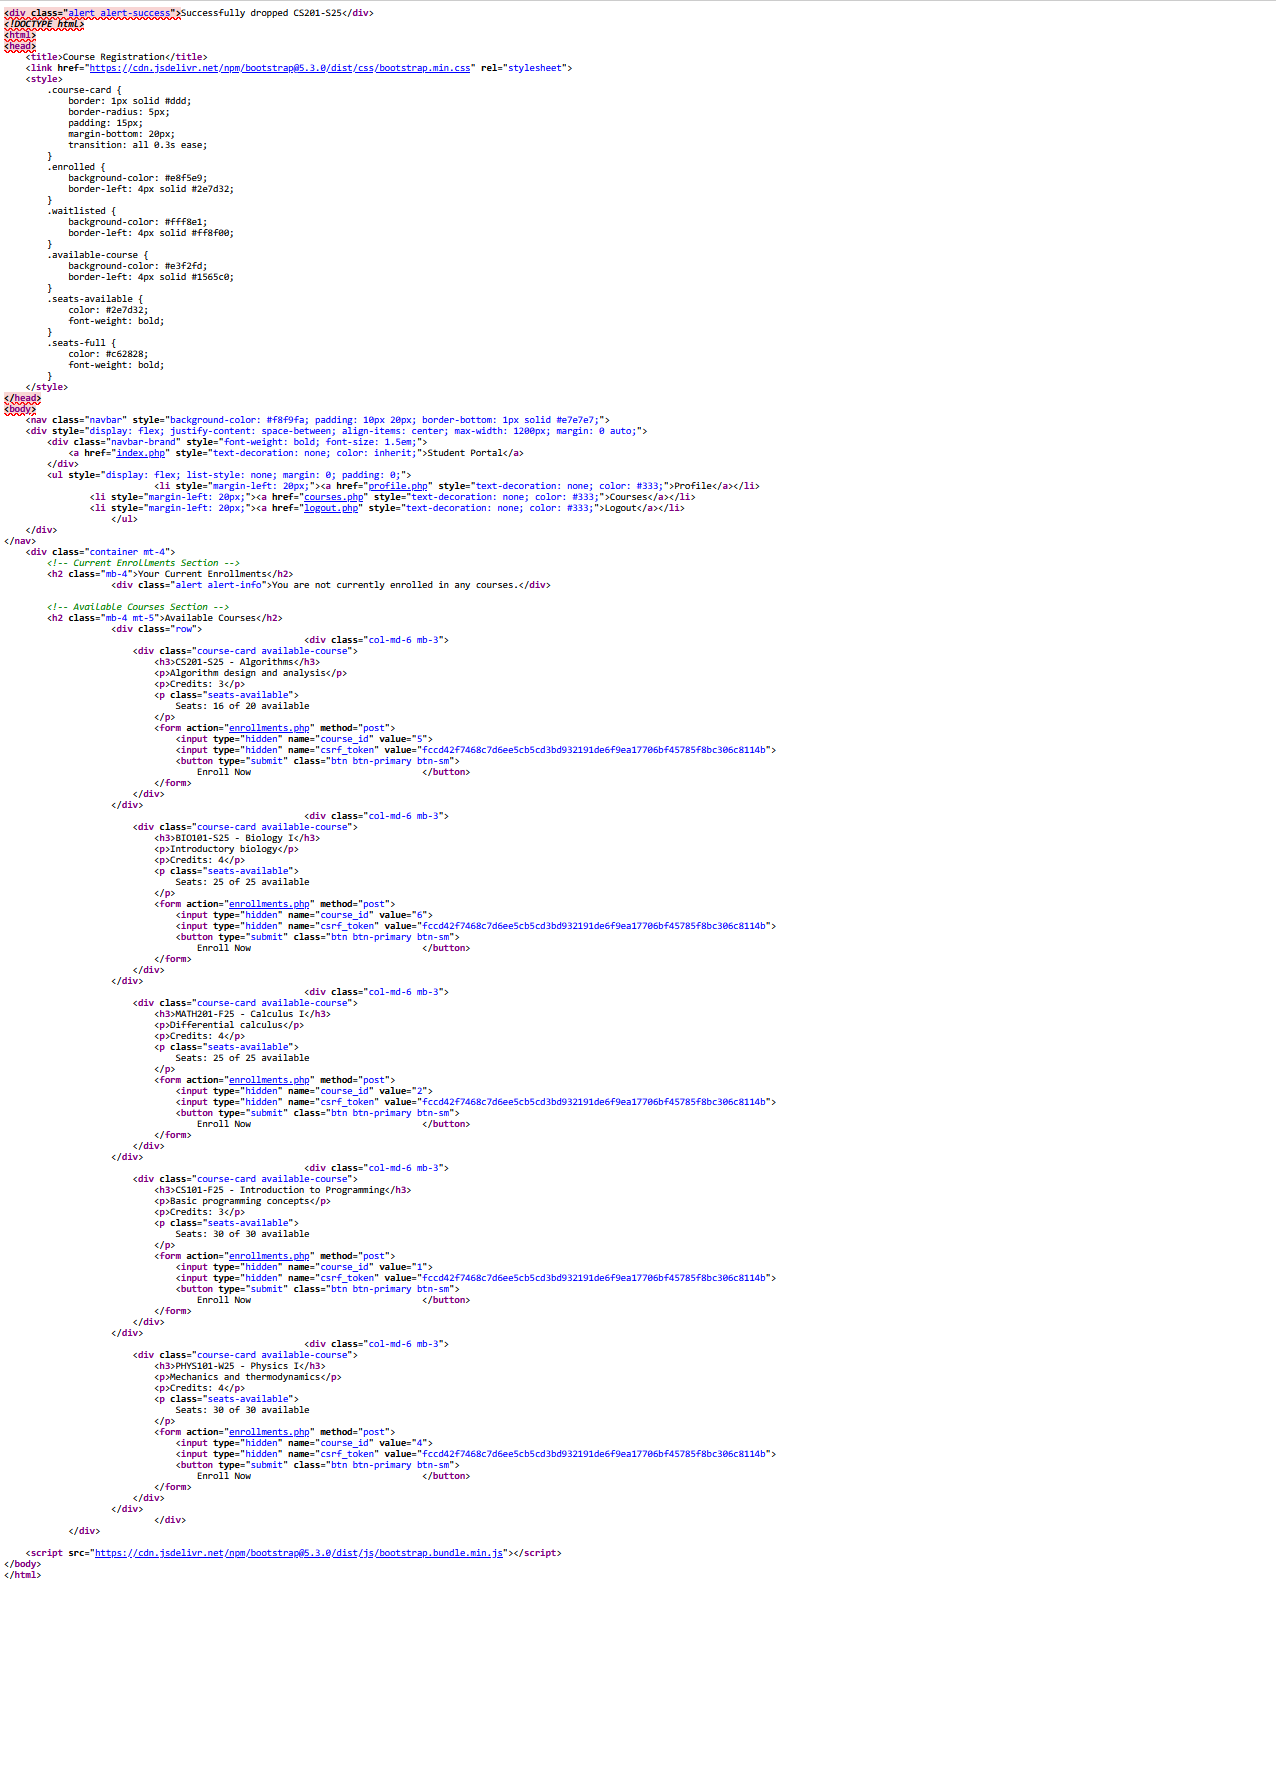 <div class="alert alert-success">Successfully dropped CS201-S25</div>
<!DOCTYPE html>
<html>
<head>
    <title>Course Registration</title>
    <link href="https://cdn.jsdelivr.net/npm/bootstrap@5.3.0/dist/css/bootstrap.min.css" rel="stylesheet">
    <style>
        .course-card {
            border: 1px solid #ddd;
            border-radius: 5px;
            padding: 15px;
            margin-bottom: 20px;
            transition: all 0.3s ease;
        }
        .enrolled {
            background-color: #e8f5e9;
            border-left: 4px solid #2e7d32;
        }
        .waitlisted {
            background-color: #fff8e1;
            border-left: 4px solid #ff8f00;
        }
        .available-course {
            background-color: #e3f2fd;
            border-left: 4px solid #1565c0;
        }
        .seats-available {
            color: #2e7d32;
            font-weight: bold;
        }
        .seats-full {
            color: #c62828;
            font-weight: bold;
        }
    </style>
</head>
<body>
    <nav class="navbar" style="background-color: #f8f9fa; padding: 10px 20px; border-bottom: 1px solid #e7e7e7;">
    <div style="display: flex; justify-content: space-between; align-items: center; max-width: 1200px; margin: 0 auto;">
        <div class="navbar-brand" style="font-weight: bold; font-size: 1.5em;">
            <a href="index.php" style="text-decoration: none; color: inherit;">Student Portal</a>
        </div>
        <ul style="display: flex; list-style: none; margin: 0; padding: 0;">
                            <li style="margin-left: 20px;"><a href="profile.php" style="text-decoration: none; color: #333;">Profile</a></li>
                <li style="margin-left: 20px;"><a href="courses.php" style="text-decoration: none; color: #333;">Courses</a></li>
                <li style="margin-left: 20px;"><a href="logout.php" style="text-decoration: none; color: #333;">Logout</a></li>
                    </ul>
    </div>
</nav>
    <div class="container mt-4">
        <!-- Current Enrollments Section -->
        <h2 class="mb-4">Your Current Enrollments</h2>
                    <div class="alert alert-info">You are not currently enrolled in any courses.</div>
        <!-- Available Courses Section -->
        <h2 class="mb-4 mt-5">Available Courses</h2>
                    <div class="row">
                                                        <div class="col-md-6 mb-3">
                        <div class="course-card available-course">
                            <h3>CS201-S25 - Algorithms</h3>
                            <p>Algorithm design and analysis</p>
                            <p>Credits: 3</p>
                            <p class="seats-available">
                                Seats: 16 of 20 available
                            </p>
                            <form action="enrollments.php" method="post">
                                <input type="hidden" name="course_id" value="5">
                                <input type="hidden" name="csrf_token" value="fccd42f7468c7d6ee5cb5cd3bd932191de6f9ea17706bf45785f8bc306c8114b">
                                <button type="submit" class="btn btn-primary btn-sm">
                                    Enroll Now                                </button>
                            </form>
                        </div>
                    </div>
                                                        <div class="col-md-6 mb-3">
                        <div class="course-card available-course">
                            <h3>BIO101-S25 - Biology I</h3>
                            <p>Introductory biology</p>
                            <p>Credits: 4</p>
                            <p class="seats-available">
                                Seats: 25 of 25 available
                            </p>
                            <form action="enrollments.php" method="post">
                                <input type="hidden" name="course_id" value="6">
                                <input type="hidden" name="csrf_token" value="fccd42f7468c7d6ee5cb5cd3bd932191de6f9ea17706bf45785f8bc306c8114b">
                                <button type="submit" class="btn btn-primary btn-sm">
                                    Enroll Now                                </button>
                            </form>
                        </div>
                    </div>
                                                        <div class="col-md-6 mb-3">
                        <div class="course-card available-course">
                            <h3>MATH201-F25 - Calculus I</h3>
                            <p>Differential calculus</p>
                            <p>Credits: 4</p>
                            <p class="seats-available">
                                Seats: 25 of 25 available
                            </p>
                            <form action="enrollments.php" method="post">
                                <input type="hidden" name="course_id" value="2">
                                <input type="hidden" name="csrf_token" value="fccd42f7468c7d6ee5cb5cd3bd932191de6f9ea17706bf45785f8bc306c8114b">
                                <button type="submit" class="btn btn-primary btn-sm">
                                    Enroll Now                                </button>
                            </form>
                        </div>
                    </div>
                                                        <div class="col-md-6 mb-3">
                        <div class="course-card available-course">
                            <h3>CS101-F25 - Introduction to Programming</h3>
                            <p>Basic programming concepts</p>
                            <p>Credits: 3</p>
                            <p class="seats-available">
                                Seats: 30 of 30 available
                            </p>
                            <form action="enrollments.php" method="post">
                                <input type="hidden" name="course_id" value="1">
                                <input type="hidden" name="csrf_token" value="fccd42f7468c7d6ee5cb5cd3bd932191de6f9ea17706bf45785f8bc306c8114b">
                                <button type="submit" class="btn btn-primary btn-sm">
                                    Enroll Now                                </button>
                            </form>
                        </div>
                    </div>
                                                        <div class="col-md-6 mb-3">
                        <div class="course-card available-course">
                            <h3>PHYS101-W25 - Physics I</h3>
                            <p>Mechanics and thermodynamics</p>
                            <p>Credits: 4</p>
                            <p class="seats-available">
                                Seats: 30 of 30 available
                            </p>
                            <form action="enrollments.php" method="post">
                                <input type="hidden" name="course_id" value="4">
                                <input type="hidden" name="csrf_token" value="fccd42f7468c7d6ee5cb5cd3bd932191de6f9ea17706bf45785f8bc306c8114b">
                                <button type="submit" class="btn btn-primary btn-sm">
                                    Enroll Now                                </button>
                            </form>
                        </div>
                    </div>
                            </div>
            </div>
    <script src="https://cdn.jsdelivr.net/npm/bootstrap@5.3.0/dist/js/bootstrap.bundle.min.js"></script>
</body>
</html>